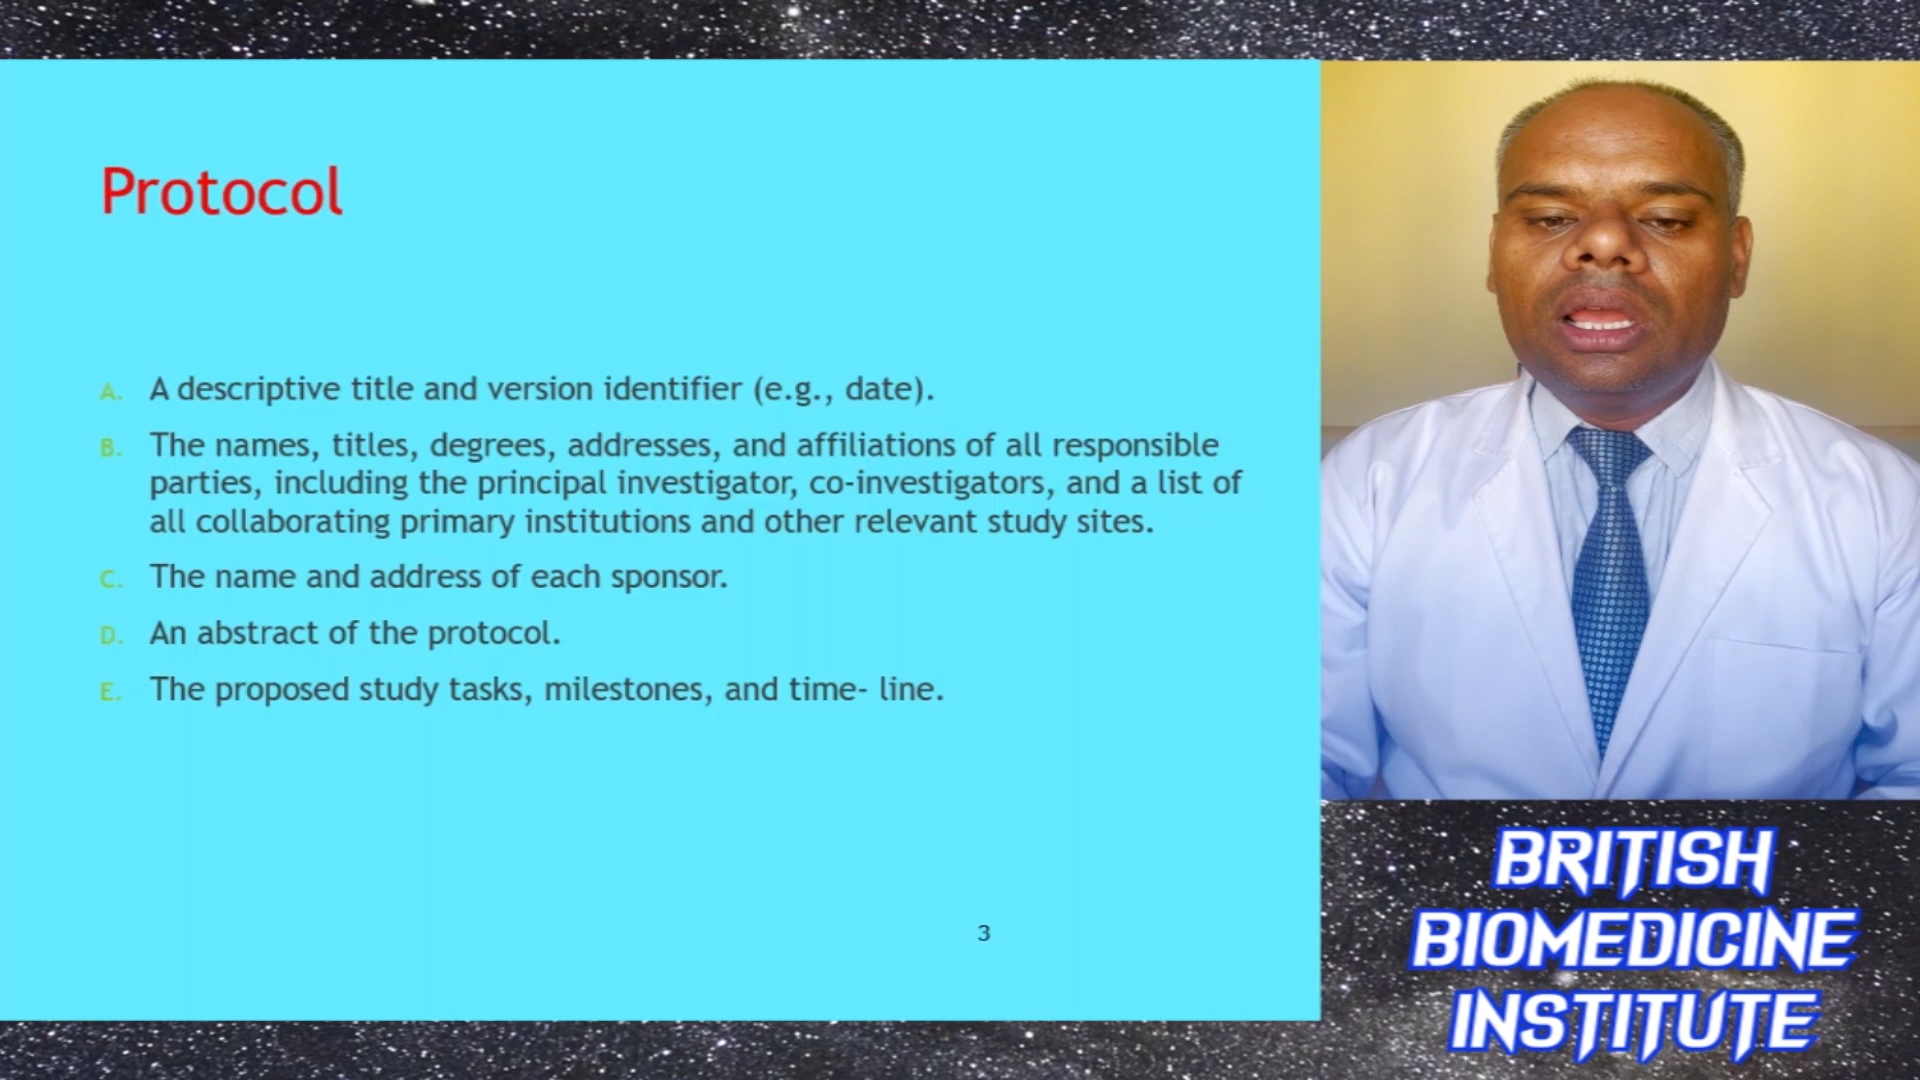 Protocol
A. A descriptive title and version identifier (e.g., date).
B. The names, titles, degrees, addresses, and affiliations of all responsible
parties, including the principal investigator, co-investigators, and a list of
all collaborating primary institutions and other relevant study sites.
C. The name and address of each sponsor.
D. An abstract of the protocol.
E. The proposed study tasks, milestones, and time- line.
3
BRITISH
BIOMEDICINE
INSTITUTE